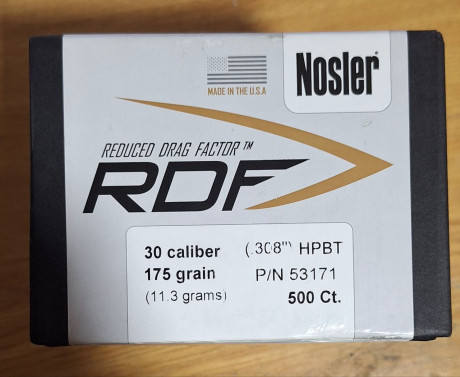 Nosler®
MADE IN THE U.S.A
REDUCED DRAG FACTOR™
RDF
30 caliber (.308") HPBT
175 grain P/N 53171
(11.3 grams) 500 Ct.